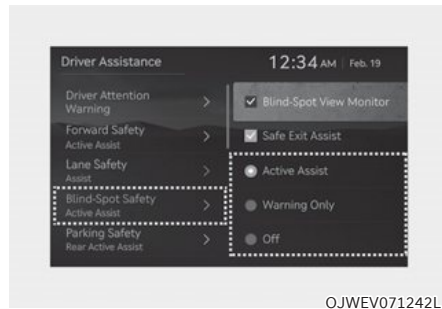 Driver Assistance
12:34 AM Feb. 19
Driver Attention
Warning
Forward Safety
Active Assist
Lane Safety
Assist
Blind-Spot Safety
Active Assist
Parking Safety
Rear Active Assist
Blind-Spot View Monitor
Safe Exit Assist
Active Assist
Warning Only
Off
OJWEV071242L